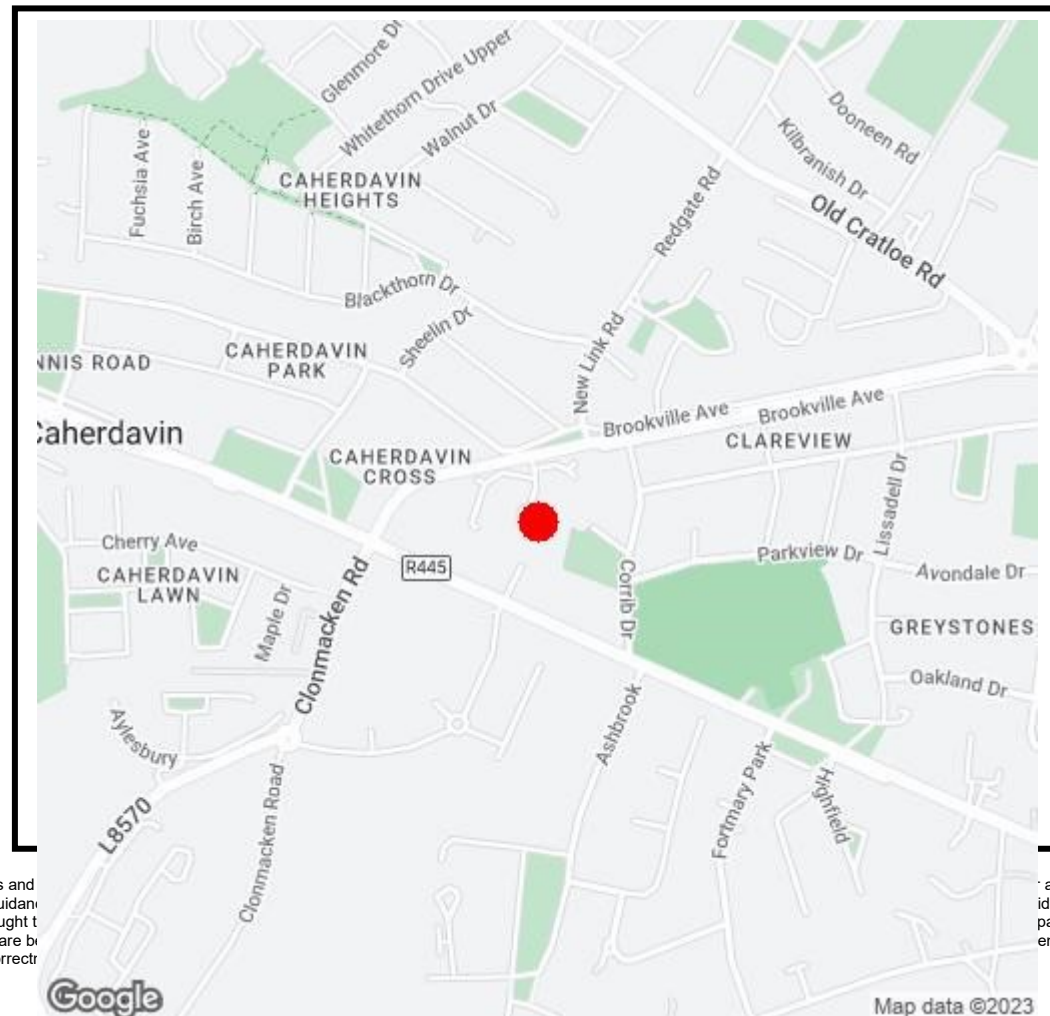 Glenmore Dr
Whitethorn Drive Upper
Walnut Dr
Dooneen Rd
Kilbranish Dr
Fuchsia Ave
Birch Ave
CAHERDAVIN
HEIGHTS
Redgate Rd
Old Cratloe Rd
Blackthorn Dr
Sheelin Dr
NNIS ROAD
CAHERDAVIN
PARK
New Link Rd
Brookville Ave
Brookville Ave
Caherdavin
CLAREVIEW
CAHERDAVIN
CROSS
Lissadell Dr
Cherry Ave
R445
Parkview Dr
Avondale Dr
CAHERDAVIN
LAWN
Corrib Dr
Maple Dr
Clonmacken Rd
GREYSTONES
Oakland Dr
Aylesbury
Ashbrook
Fortmary Park
Highfield
L8570
Clonmacken Road
s and
ught t
are b
Google
Map data ©2023